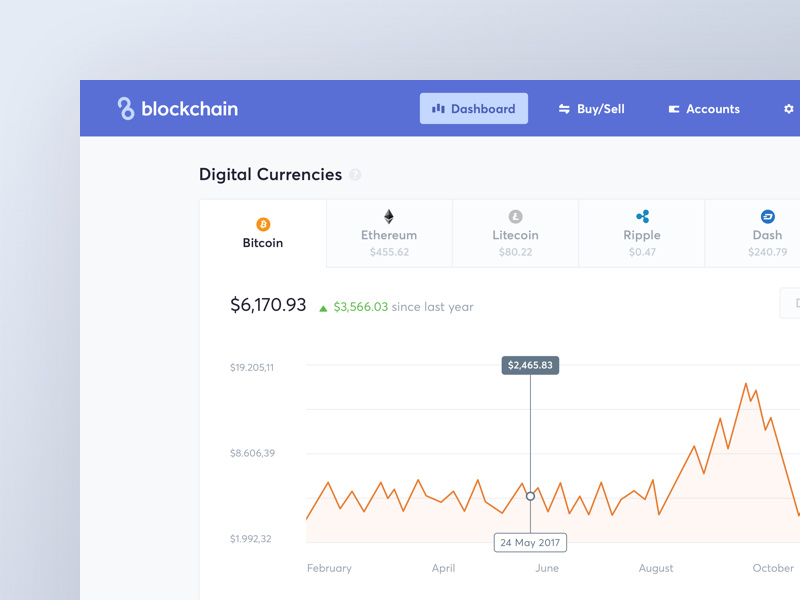 blockchain
Dashboard
Buy/Sell
Accounts
Digital Currencies ?
Bitcoin
Ethereum
$455.62
Litecoin
$80.22
Ripple
$0.47
Dash
$240.79
$6,170.93
$3,566.03 since last year
$19.205,11
$8.606,39
$1.992,32
$2,465.83
24 May 2017
February
April
June
August
October